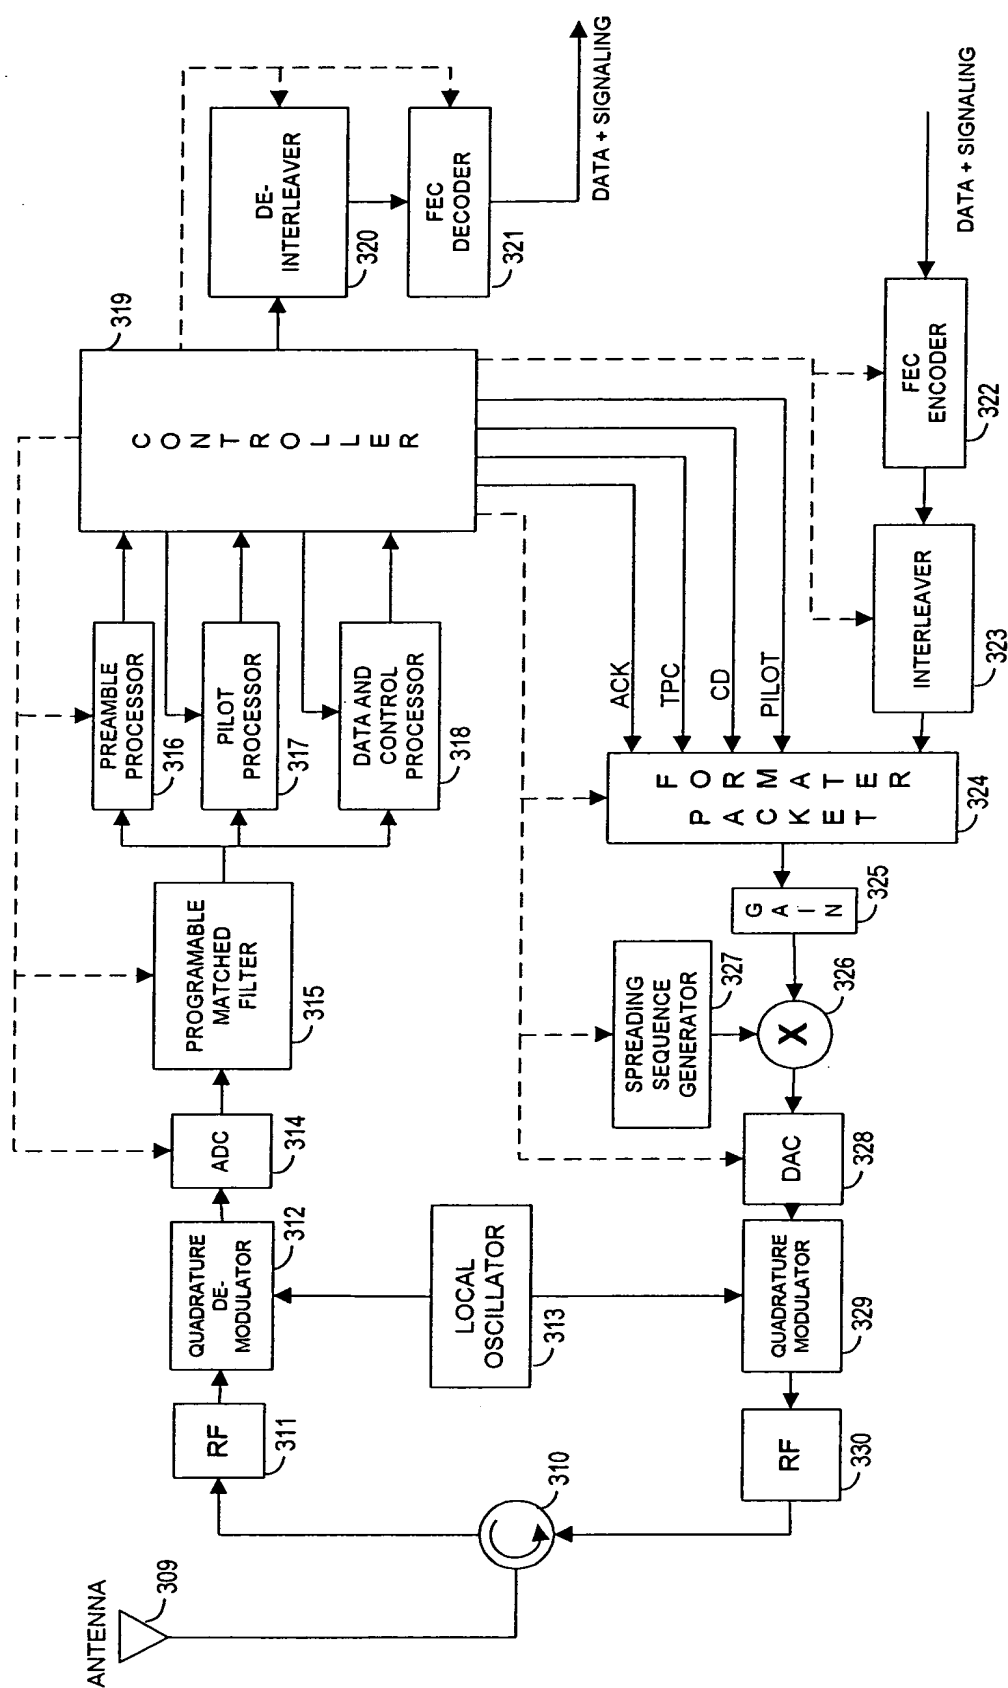 ANTENNA
309
310
RF
311
QUADRATURE
DE-
MODULATOR
312
LOCAL
OSCILLATOR
313
ADC
314
PROGRAMABLE
MATCHED
FILTER
315
PREAMBLE
PROCESSOR
316
PILOT
PROCESSOR
317
DATA AND
CONTROL
PROCESSOR
318
CONTROLLER
319
DE-
INTERLEAVER
320
FEC
DECODER
321
DATA + SIGNALING
RF
330
QUADRATURE
MODULATOR
329
DAC
328
X
326
SPREADING
SEQUENCE
GENERATOR
327
GAIN
325
PACKET
FORMATER
324
ACK
TPC
CD
PILOT
INTERLEAVER
323
FEC
ENCODER
322
DATA + SIGNALING